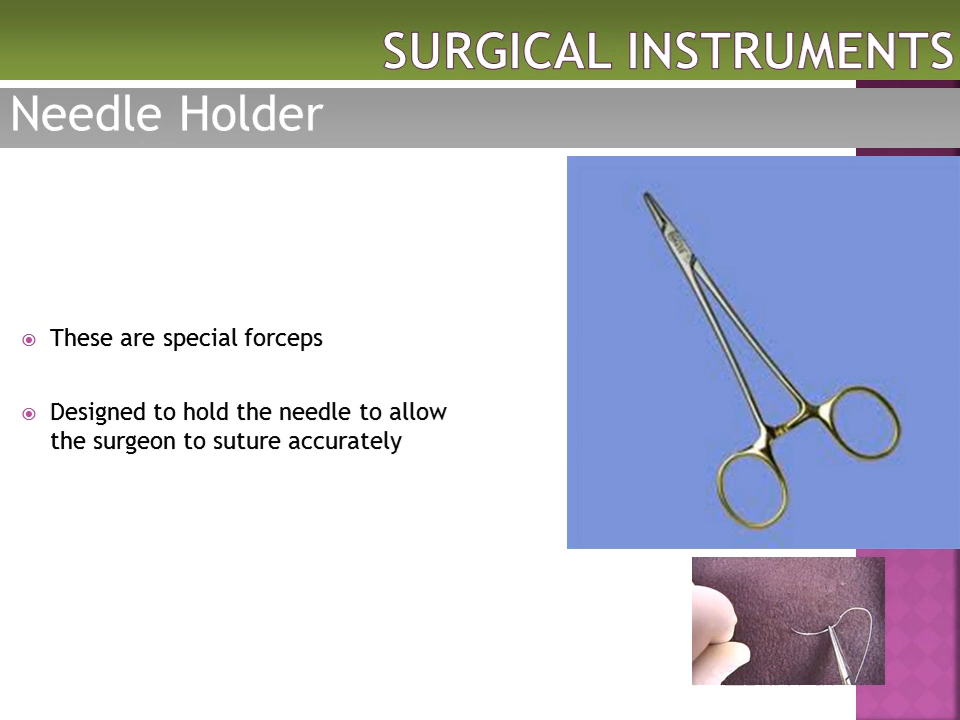 SURGICAL INSTRUMENTS
Needle Holder
These are special forceps
Designed to hold the needle to allow
the surgeon to suture accurately